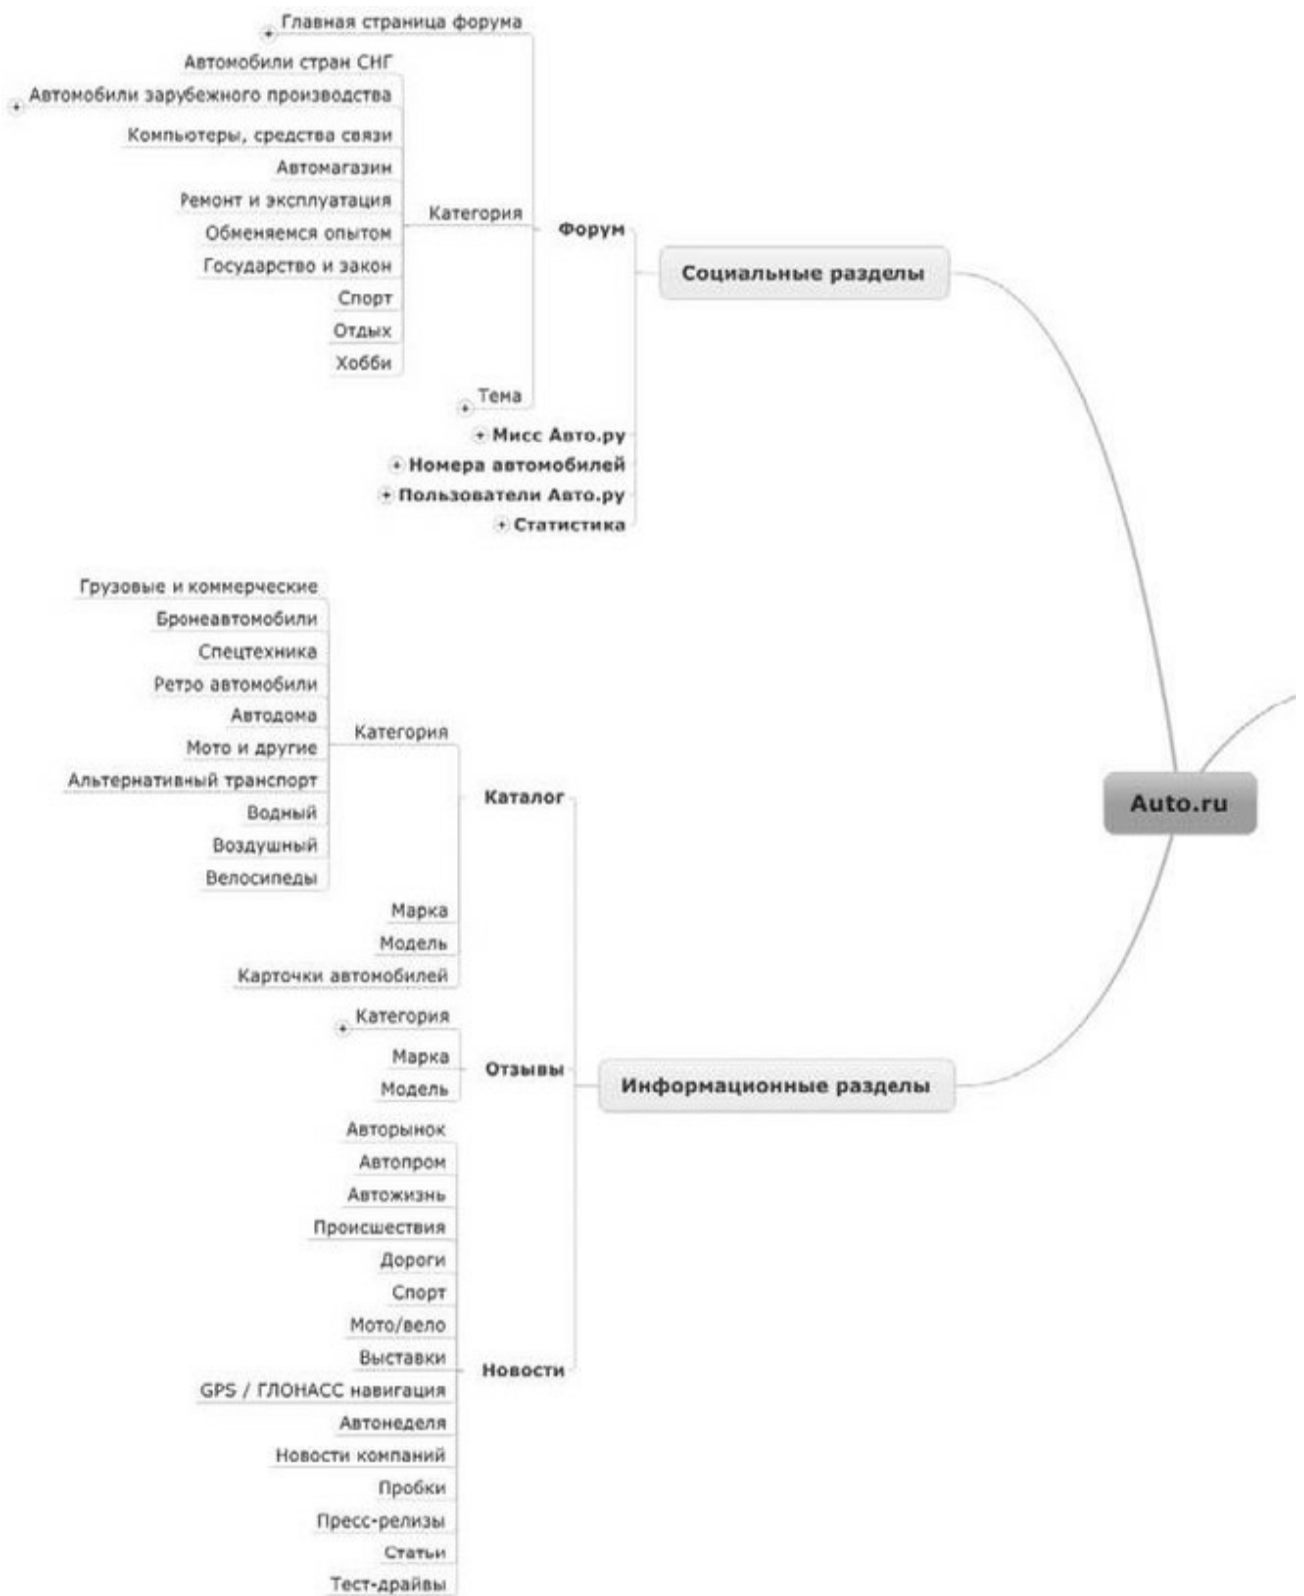 Главная страница форума
Автомобили стран СНГ
Автомобили зарубежного производства
Компьютеры, средства связи
Автомагазин
Ремонт и эксплуатация
Обменяемся опытом
Государство и закон
Спорт
Отдых
Хобби
Категория
Тема
Форум
Мисс Авто.ру
Номера автомобилей
Пользователи Авто.ру
Статистика
Социальные разделы
Грузовые и коммерческие
Бронеавтомобили
Спецтехника
Ретро автомобили
Автодома
Мото и другие
Альтернативный транспорт
Водный
Воздушный
Велосипеды
Категория
Марка
Модель
Карточки автомобилей
Каталог
Категория
Марка
Модель
Отзывы
Авторынок
Автопром
Автожизнь
Происшествия
Дороги
Спорт
Мото/вело
Выставки
GPS / ГЛОНАСС навигация
Автонеделя
Новости компаний
Пробки
Пресс-релизы
Статьи
Тест-драйвы
Новости
Информационные разделы
Auto.ru